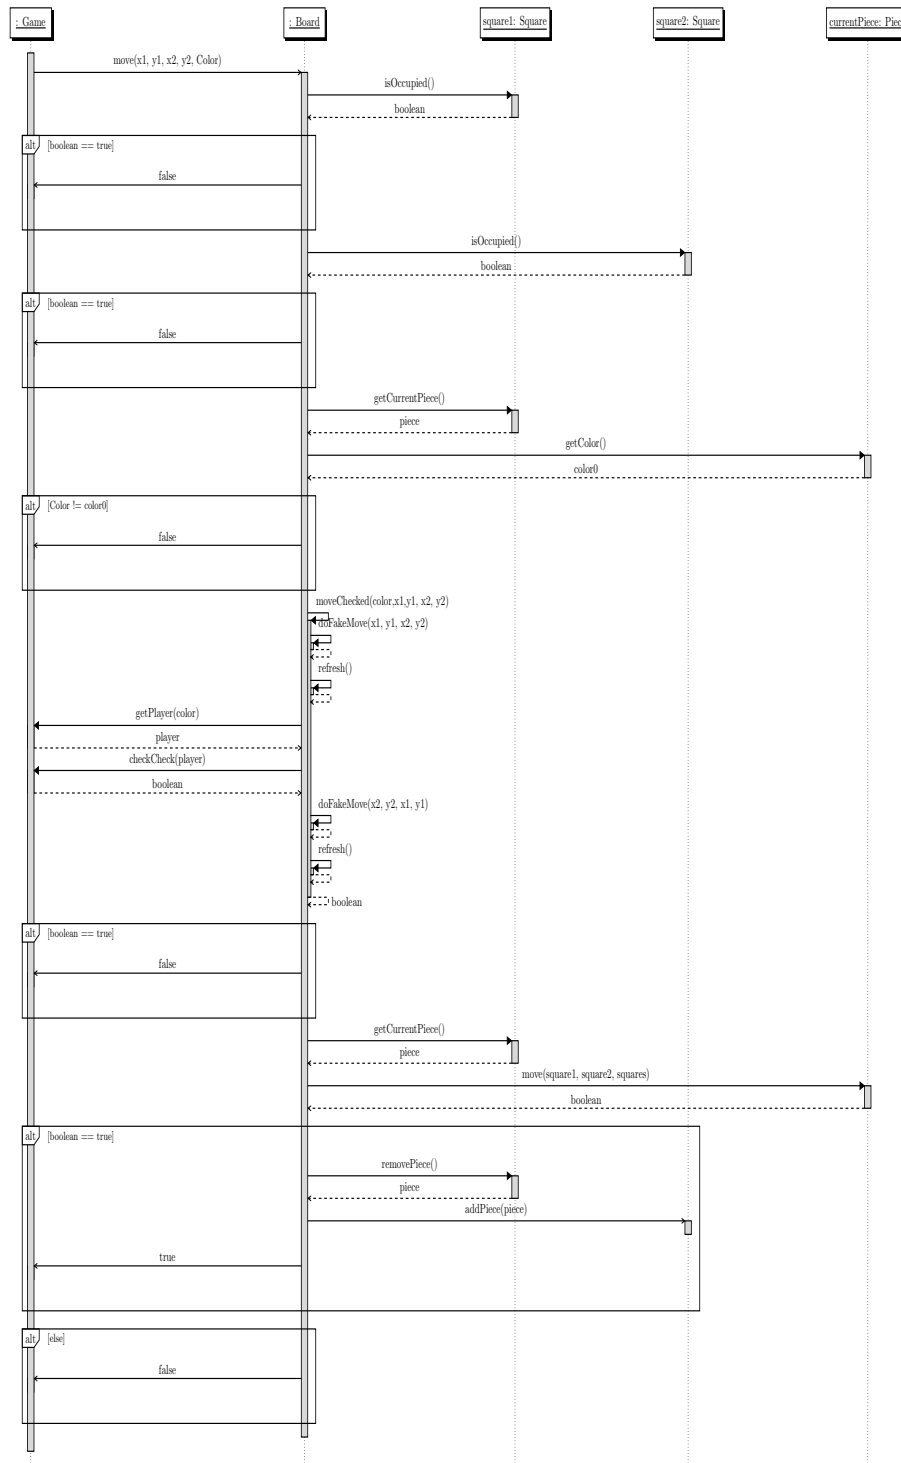 : Game
: Board
square1: Square
square2: Square
currentPiece: Piec
move(x1, y1, x2, y2, Color)
isOccupied()
boolean
alt [boolean == true]
false
isOccupied()
boolean
alt [boolean == true]
false
getCurrentPiece()
piece
getColor()
color0
alt [Color != color0]
false
moveChecked(color,x1,y1, x2, y2)
doFakeMove(x1, y1, x2, y2)
refresh()
getPlayer(color)
player
checkCheck(player)
boolean
doFakeMove(x2, y2, x1, y1)
refresh()
boolean
alt [boolean == true]
false
getCurrentPiece()
piece
move(square1, square2, squares)
boolean
alt [boolean == true]
removePiece()
piece
addPiece(piece)
true
alt [else]
false